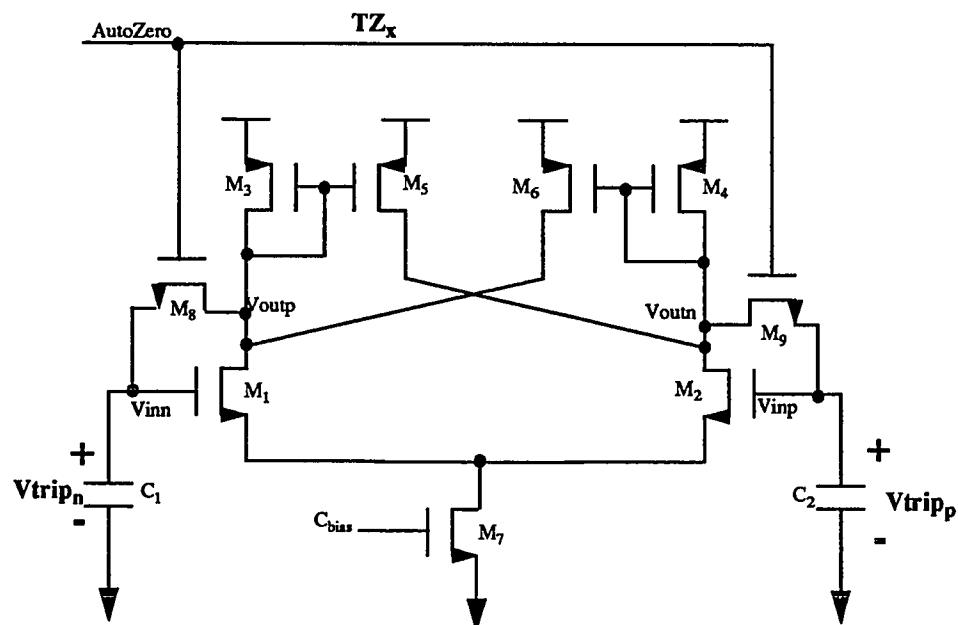 AutoZero
TZx
M3
M5
M6
M4
M8
Voutp
Voutn
M9
Vinn
M1
M2
Vinp
+
Vtripn
-
C1
Cbias
M7
C2
+
Vtripp
-